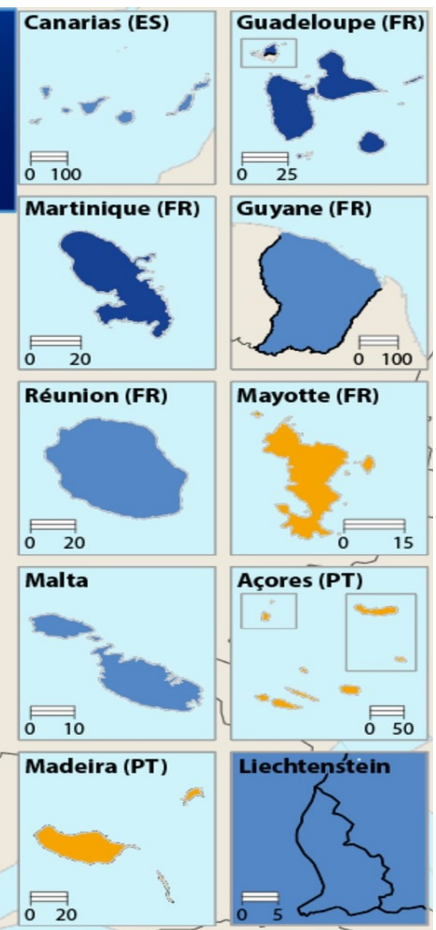 Canarias (ES)
0 100
Guadeloupe (FR)
0 25
Martinique (FR)
0 20
Guyane (FR)
0 100
Réunion (FR)
0 20
Mayotte (FR)
0 15
Malta
0 10
Açores (PT)
0 50
Madeira (PT)
0 20
Liechtenstein
0 5